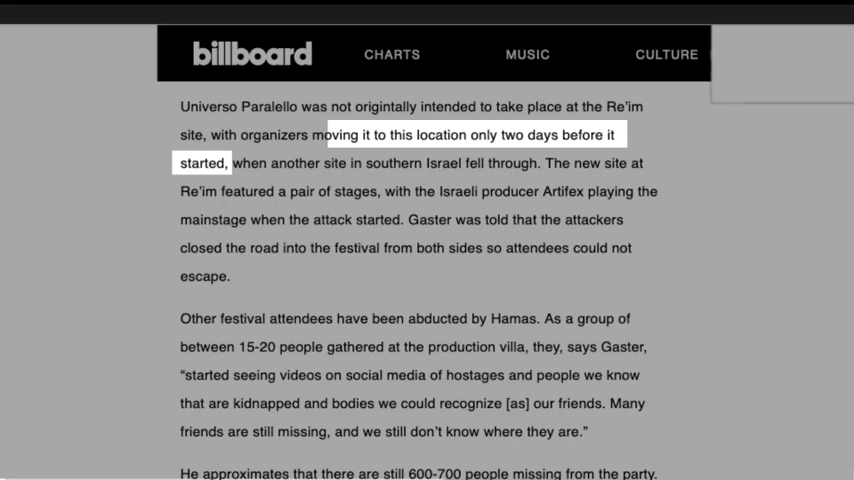 billboard CHARTS MUSIC CULTURE
Universo Paralello was not origintally intended to take place at the Re'im
site, with organizers moving it to this location only two days before it
started, when another site in southern Israel fell through. The new site at
Re'im featured a pair of stages, with the Israeli producer Artifex playing the
mainstage when the attack started. Gaster was told that the attackers
closed the road into the festival from both sides so attendees could not
escape.
Other festival attendees have been abducted by Hamas. As a group of
between 15-20 people gathered at the production villa, they, says Gaster,
“started seeing videos on social media of hostages and people we know
that are kidnapped and bodies we could recognize [as] our friends. Many
friends are still missing, and we still don't know where they are.”
He approximates that there are still 600-700 people missing from the party.